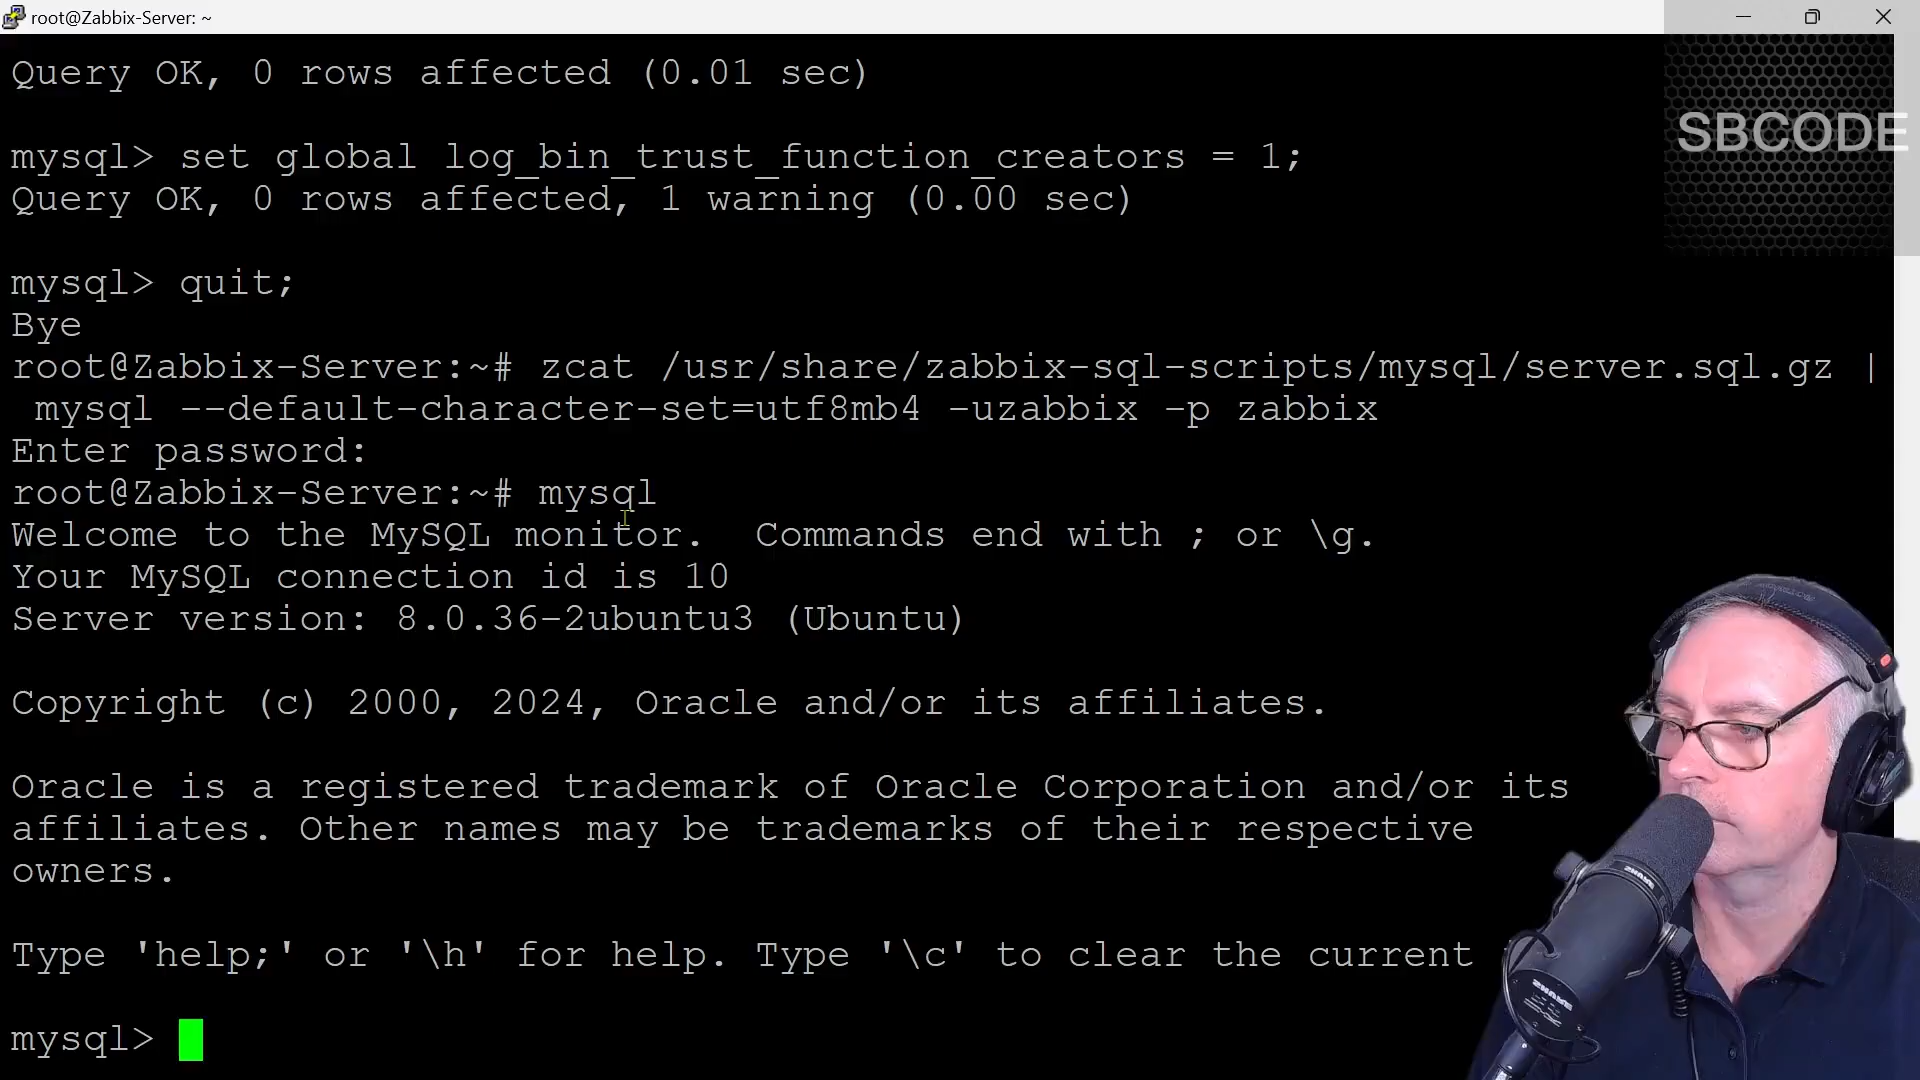 root@Zabbix-Server: ~
Query OK, 0 rows affected (0.01 sec)
SBCODE
mysql> set global log_bin_trust_function_creators = 1;
Query OK, 0 rows affected, 1 warning (0.00 sec)
mysql> quit;
Bye
root@Zabbix-Server:~# zcat /usr/share/zabbix-sql-scripts/mysql/server.sql.gz |
mysql --default-character-set=utf8mb4 -uzabbix -p zabbix
Enter password:
root@Zabbix-Server:~# mysql
Welcome to the MySQL monitor.  Commands end with ; or \g.
Your MySQL connection id is 10
Server version: 8.0.36-2ubuntu3 (Ubuntu)
Copyright (c) 2000, 2024, Oracle and/or its affiliates.
Oracle is a registered trademark of Oracle Corporation and/or its
affiliates. Other names may be trademarks of their respective
owners.
Type 'help;' or '\h' for help. Type '\c' to clear the current
mysql>